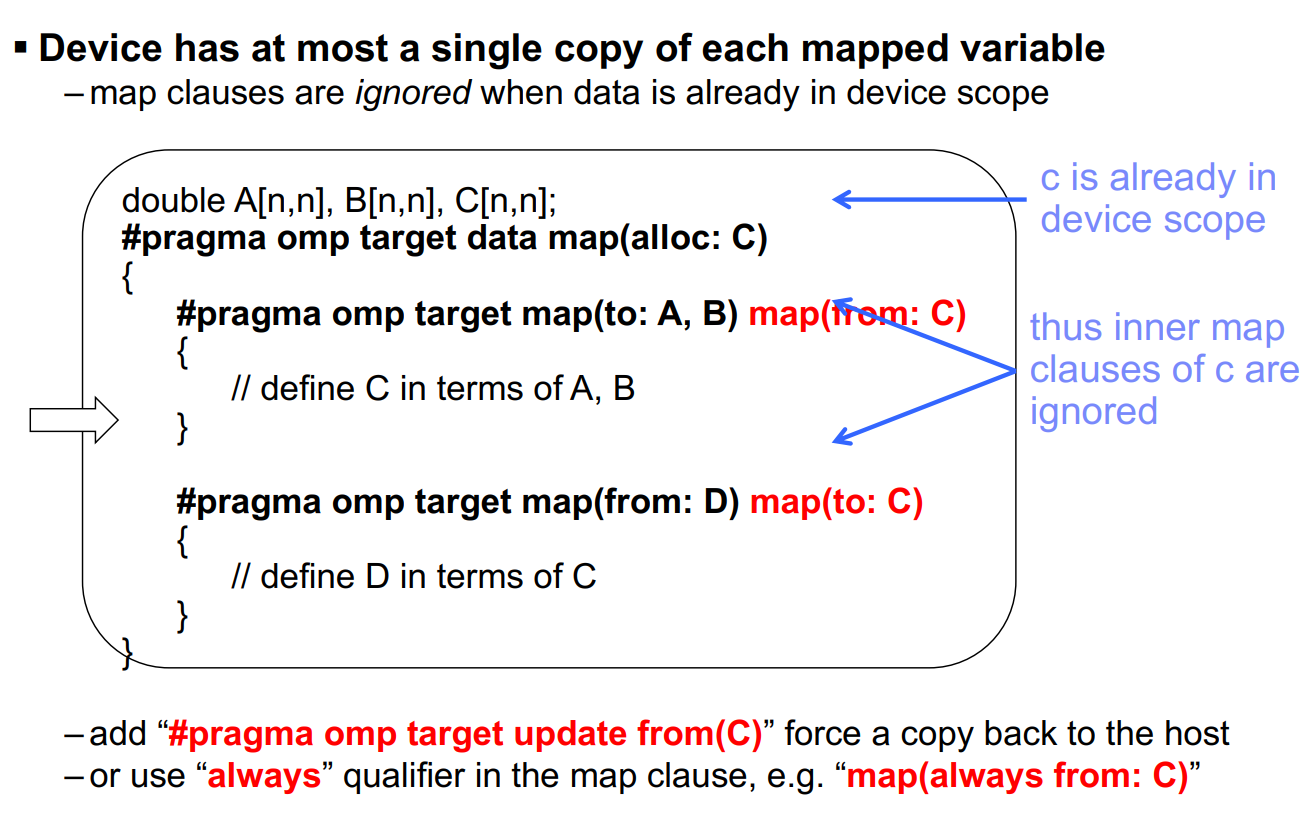 ▪ Device has at most a single copy of each mapped variable
– map clauses are ignored when data is already in device scope
double A[n,n], B[n,n], C[n,n];
#pragma omp target data map(alloc: C)
{
#pragma omp target map(to: A, B) map(from: C)
{
// define C in terms of A, B
}
#pragma omp target map(from: D) map(to: C)
{
// define D in terms of C
}
}
c is already in
device scope
thus inner map
clauses of c are
ignored
– add “#pragma omp target update from(C)” force a copy back to the host
– or use “always” qualifier in the map clause, e.g. “map(always from: C)”